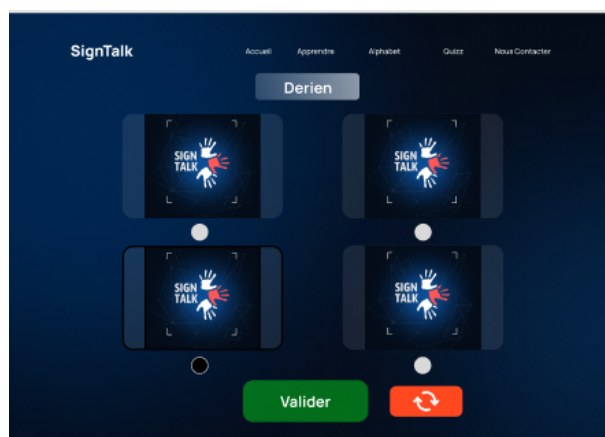 SignTalk
Accueil Apprendre Alphabet Quizz Nous Contacter
Derien
SIGN SIGN
TALK TALK
SIGN SIGN
TALK TALK
Valider